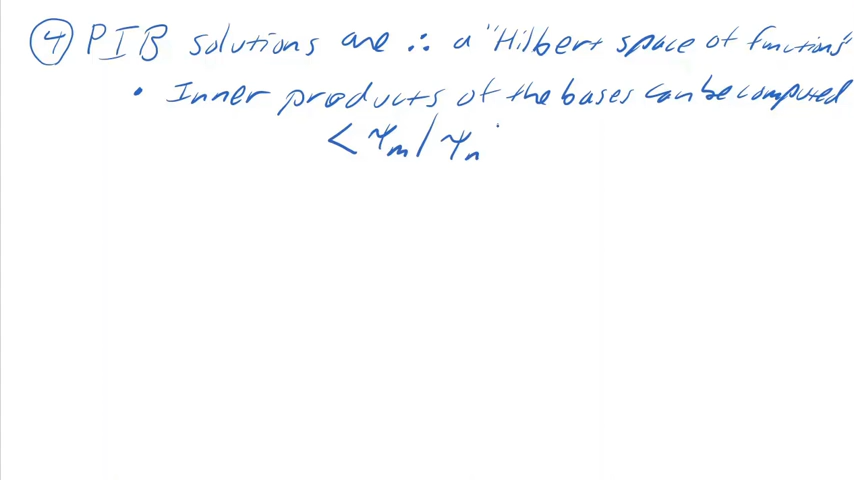 ④ PIB solutions are ∴ a "Hilbert space of functions"
• Inner products of the bases can be computed
<Ψm|Ψn